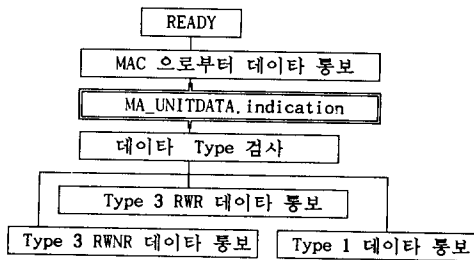 READY
MAC 으로부터 데이타 통보
MA_UNITDATA.indication
데이타 Type 검사
Type 3 RWR 데이타 통보
Type 3 RWNR 데이타 통보
Type 1 데이타 통보